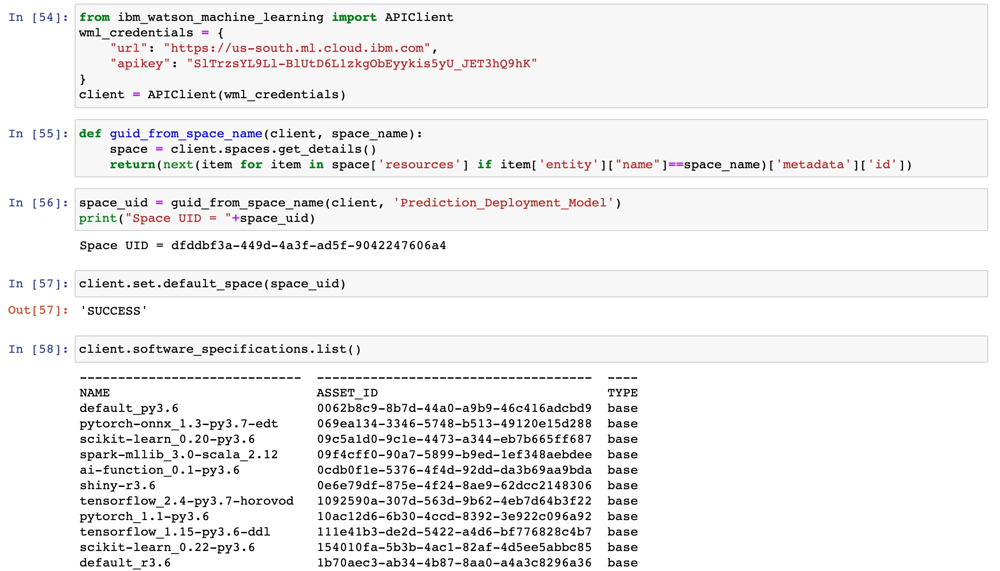 In [54]: from ibm_watson_machine_learning import APIClient
wml_credentials = {
    "url": "https://us-south.ml.cloud.ibm.com",
    "apikey": "SlTrzsYL9Ll-BlUtD6L1zkgObEyykis5yU_JET3hQ9hK"
}
client = APIClient(wml_credentials)
In [55]: def guid_from_space_name(client, space_name):
    space = client.spaces.get_details()
    return(next(item for item in space['resources'] if item['entity']["name"]==space_name)['metadata']['id'])
In [56]: space_uid = guid_from_space_name(client, 'Prediction_Deployment_Model')
print("Space UID = "+space_uid)
Space UID = dfddbf3a-449d-4a3f-ad5f-9042247606a4
In [57]: client.set.default_space(space_uid)
Out[57]: 'SUCCESS'
In [58]: client.software_specifications.list()
-----------------------------  ------------------------------------  ----
NAME                           ASSET_ID                              TYPE
default_py3.6                  0062b8c9-8b7d-44a0-a9b9-46c416adcbd9  base
pytorch-onnx_1.3-py3.7-edt     069ea134-3346-5748-b513-49120e15d288  base
scikit-learn_0.20-py3.6        09c5a1d0-9c1e-4473-a344-eb7b665ff687  base
spark-mllib_3.0-scala_2.12     09f4cff0-90a7-5899-b9ed-1ef348aebdee  base
ai-function_0.1-py3.6          0cdb0f1e-5376-4f4d-92dd-da3b69aa9bda  base
shiny-r3.6                     0e6e79df-875e-4f24-8ae9-62dcc2148306  base
tensorflow_2.4-py3.7-horovod   1092590a-307d-563d-9b62-4eb7d64b3f22  base
pytorch_1.1-py3.6              10ac12d6-6b30-4ccd-8392-3e922c096a92  base
tensorflow_1.15-py3.6-ddl      111e41b3-de2d-5422-a4d6-bf776828c4b7  base
scikit-learn_0.22-py3.6        154010fa-5b3b-4ac1-82af-4d5ee5abbc85  base
default_r3.6                   1b70aec3-ab34-4b87-8aa0-a4a3c8296a36  base